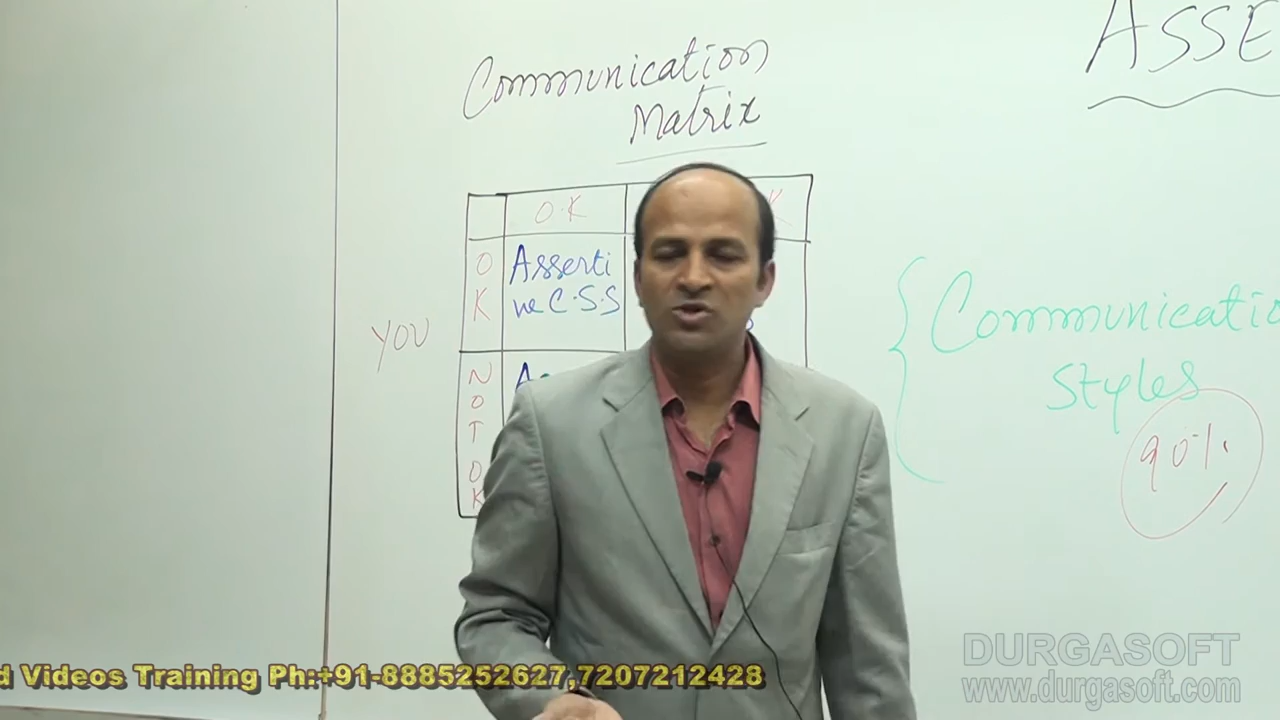 Communication
Matrix
ASSE
O.K
K
O
K
Asserti
ve C.S.S
YOU
N
O
T
O
K
Communicatio
Styles
90%
d Videos Training Ph:+91-8885252627,7207212428
DURGASOFT
www.durgasoft.com